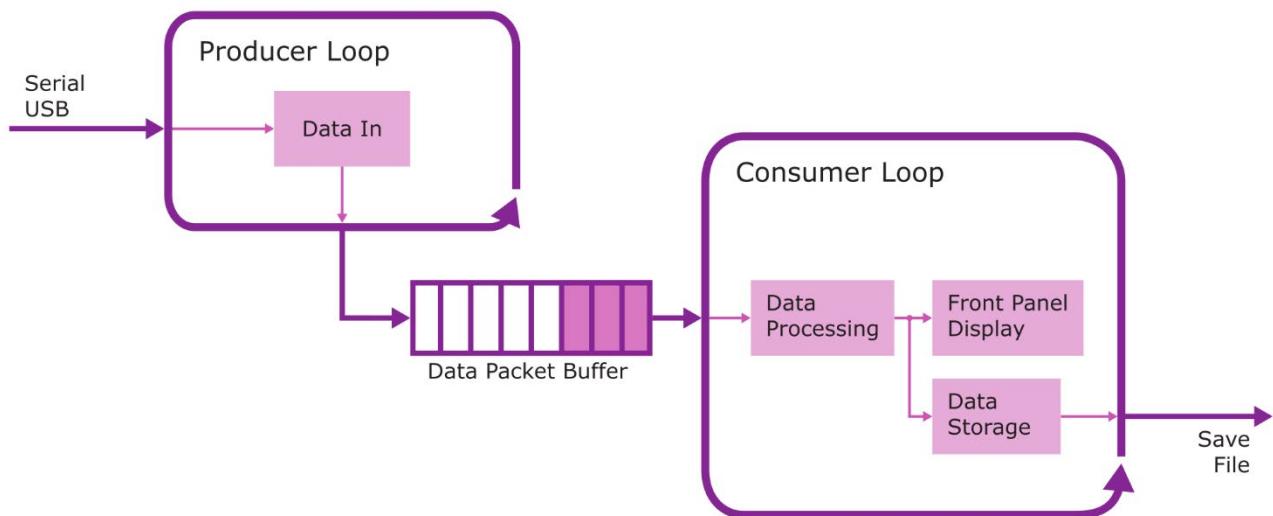 Producer Loop
Serial
USB
Data In
Consumer Loop
Data
Processing
Front Panel
Display
Data Packet Buffer
Data
Storage
Save
File